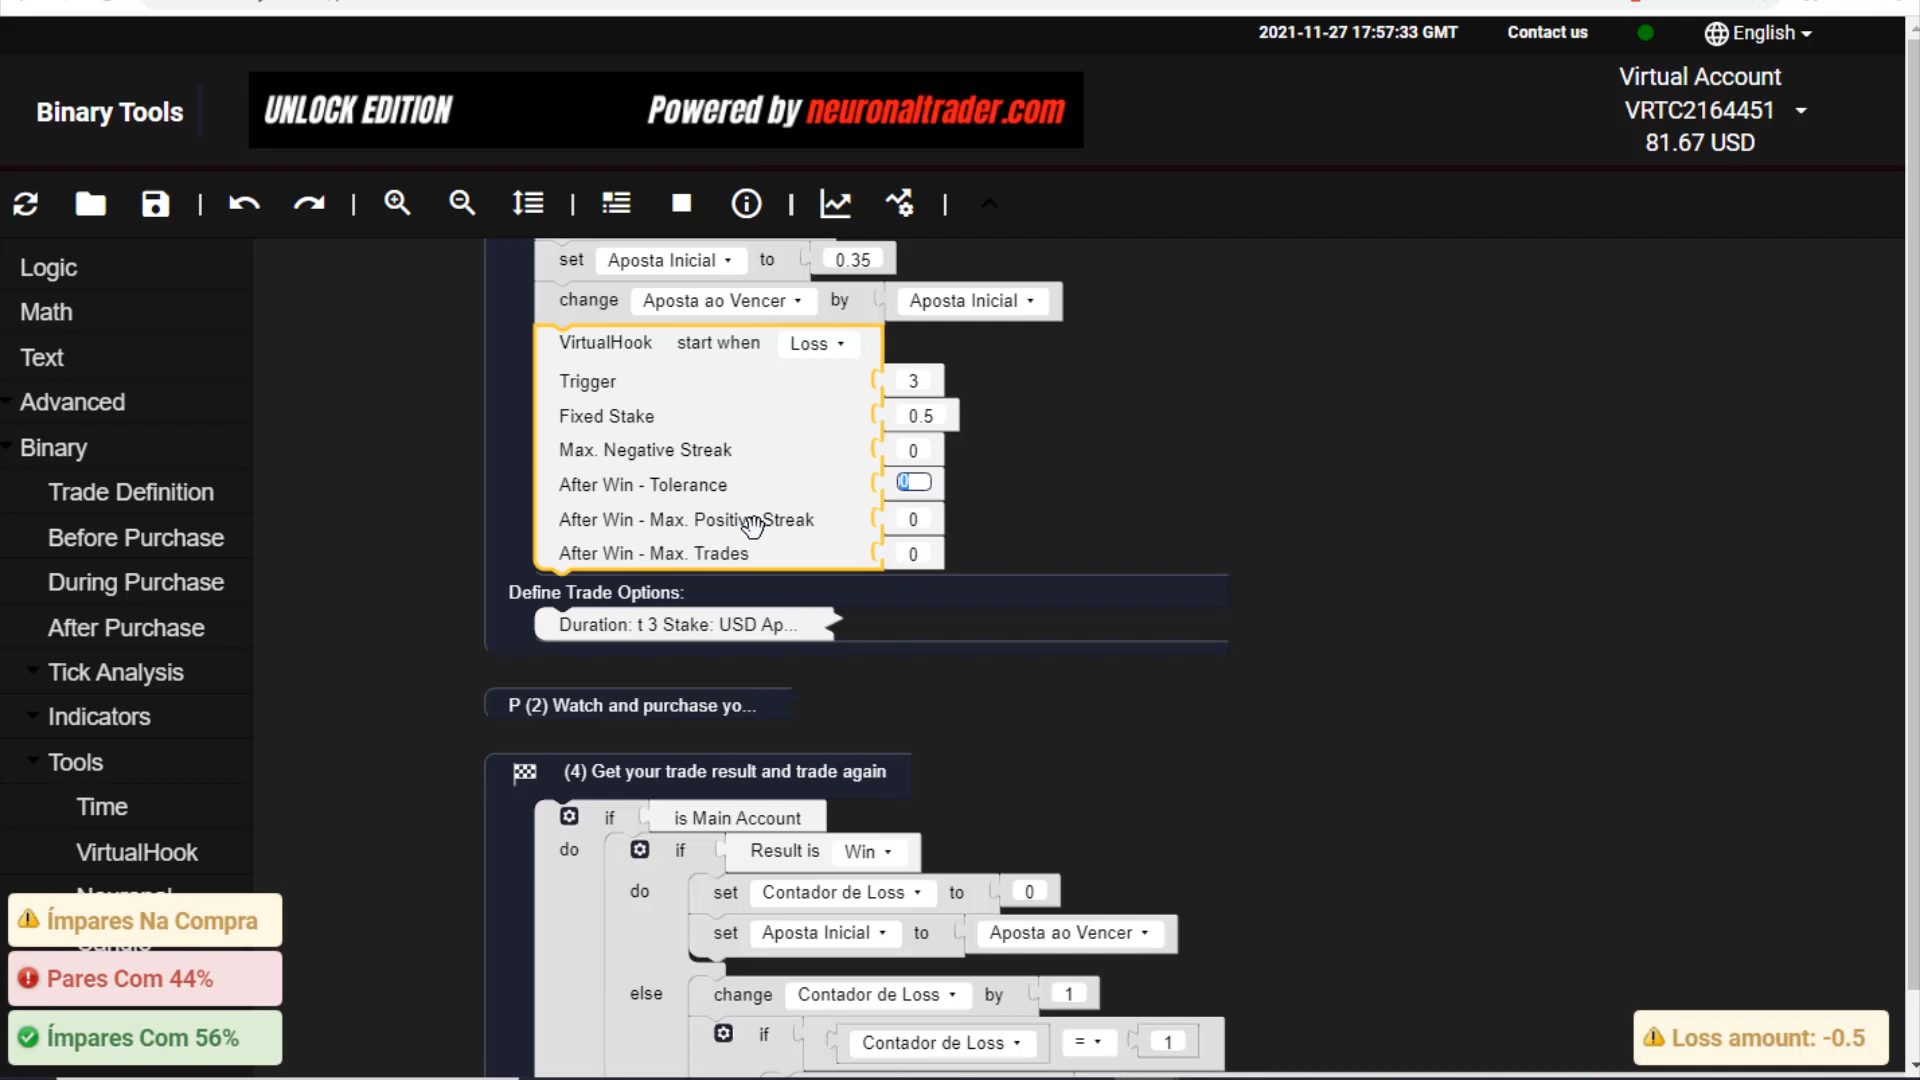 2021-11-27 17:57:33 GMT Contact us English
Binary Tools
UNLOCK EDITION Powered by neuronaltrader.com
Virtual Account
VRTC2164451
81.67 USD
Logic
Math
Text
Advanced
Binary
Trade Definition
Before Purchase
During Purchase
After Purchase
Tick Analysis
Indicators
Tools
Time
VirtualHook
set Aposta Inicial to 0.35
change Aposta ao Vencer by Aposta Inicial
VirtualHook start when Loss
Trigger 3
Fixed Stake 0.5
Max. Negative Streak 0
After Win - Tolerance 0
After Win - Max. Positive Streak 0
After Win - Max. Trades 0
Define Trade Options:
Duration: t 3 Stake: USD Ap...
P (2) Watch and purchase yo...
(4) Get your trade result and trade again
if is Main Account
do if Result is Win
do set Contador de Loss to 0
set Aposta Inicial to Aposta ao Vencer
else change Contador de Loss by 1
if Contador de Loss = 1
Ímpares Na Compra
Pares Com 44%
Ímpares Com 56%
Loss amount: -0.5